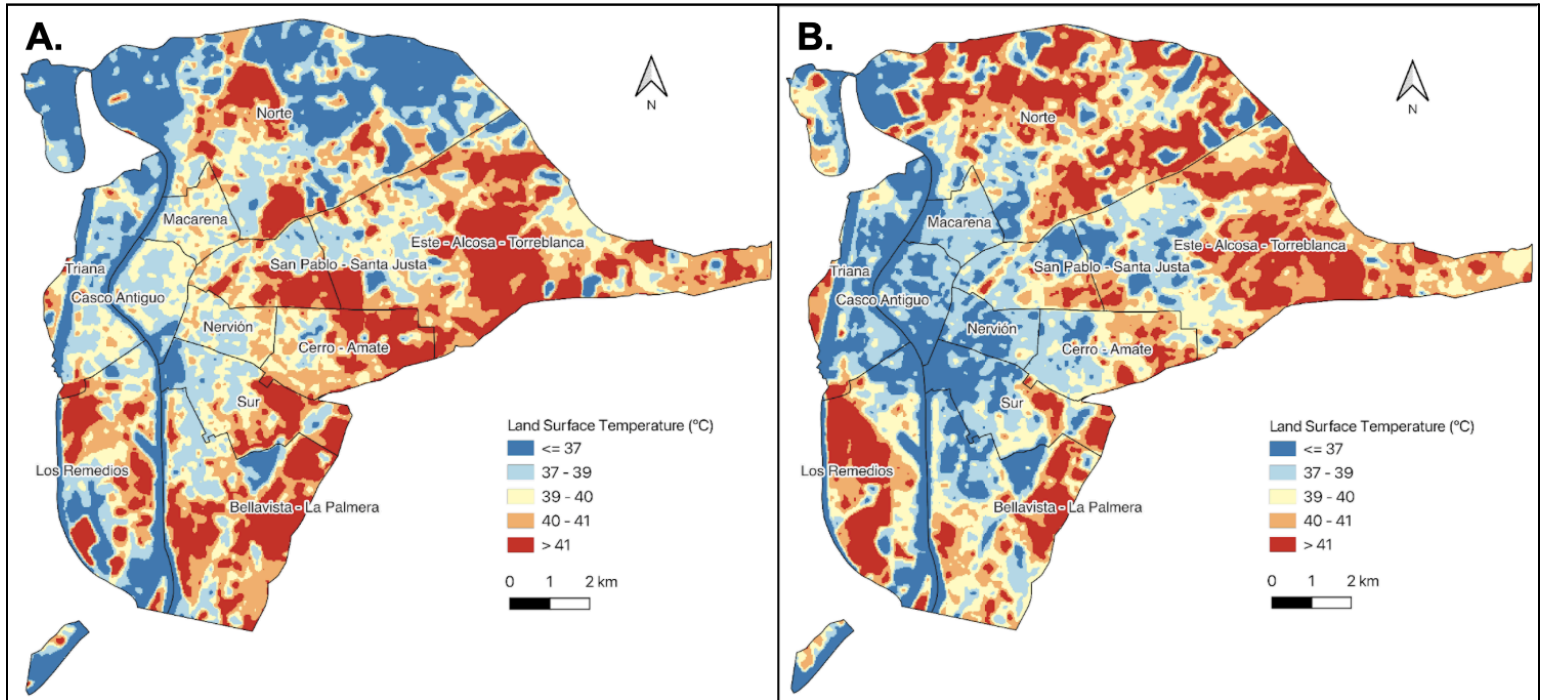 A.
N
Norte
Macarena
Este - Alcosa - Torreblanca
San Pablo - Santa Justa
Triana
Casco Antiguo
Nervión
Cerro - Amate
Sur
Los Remedios
Bellavista - La Palmera
Land Surface Temperature (ºC)
<= 37
37 - 39
39 - 40
40 - 41
> 41
0 1 2 km
B.
N
Norte
Macarena
Este - Alcosa - Torreblanca
San Pablo - Santa Justa
Triana
Casco Antiguo
Nervión
Cerro - Amate
Sur
Los Remedios
Bellavista - La Palmera
Land Surface Temperature (ºC)
<= 37
37 - 39
39 - 40
40 - 41
> 41
0 1 2 km